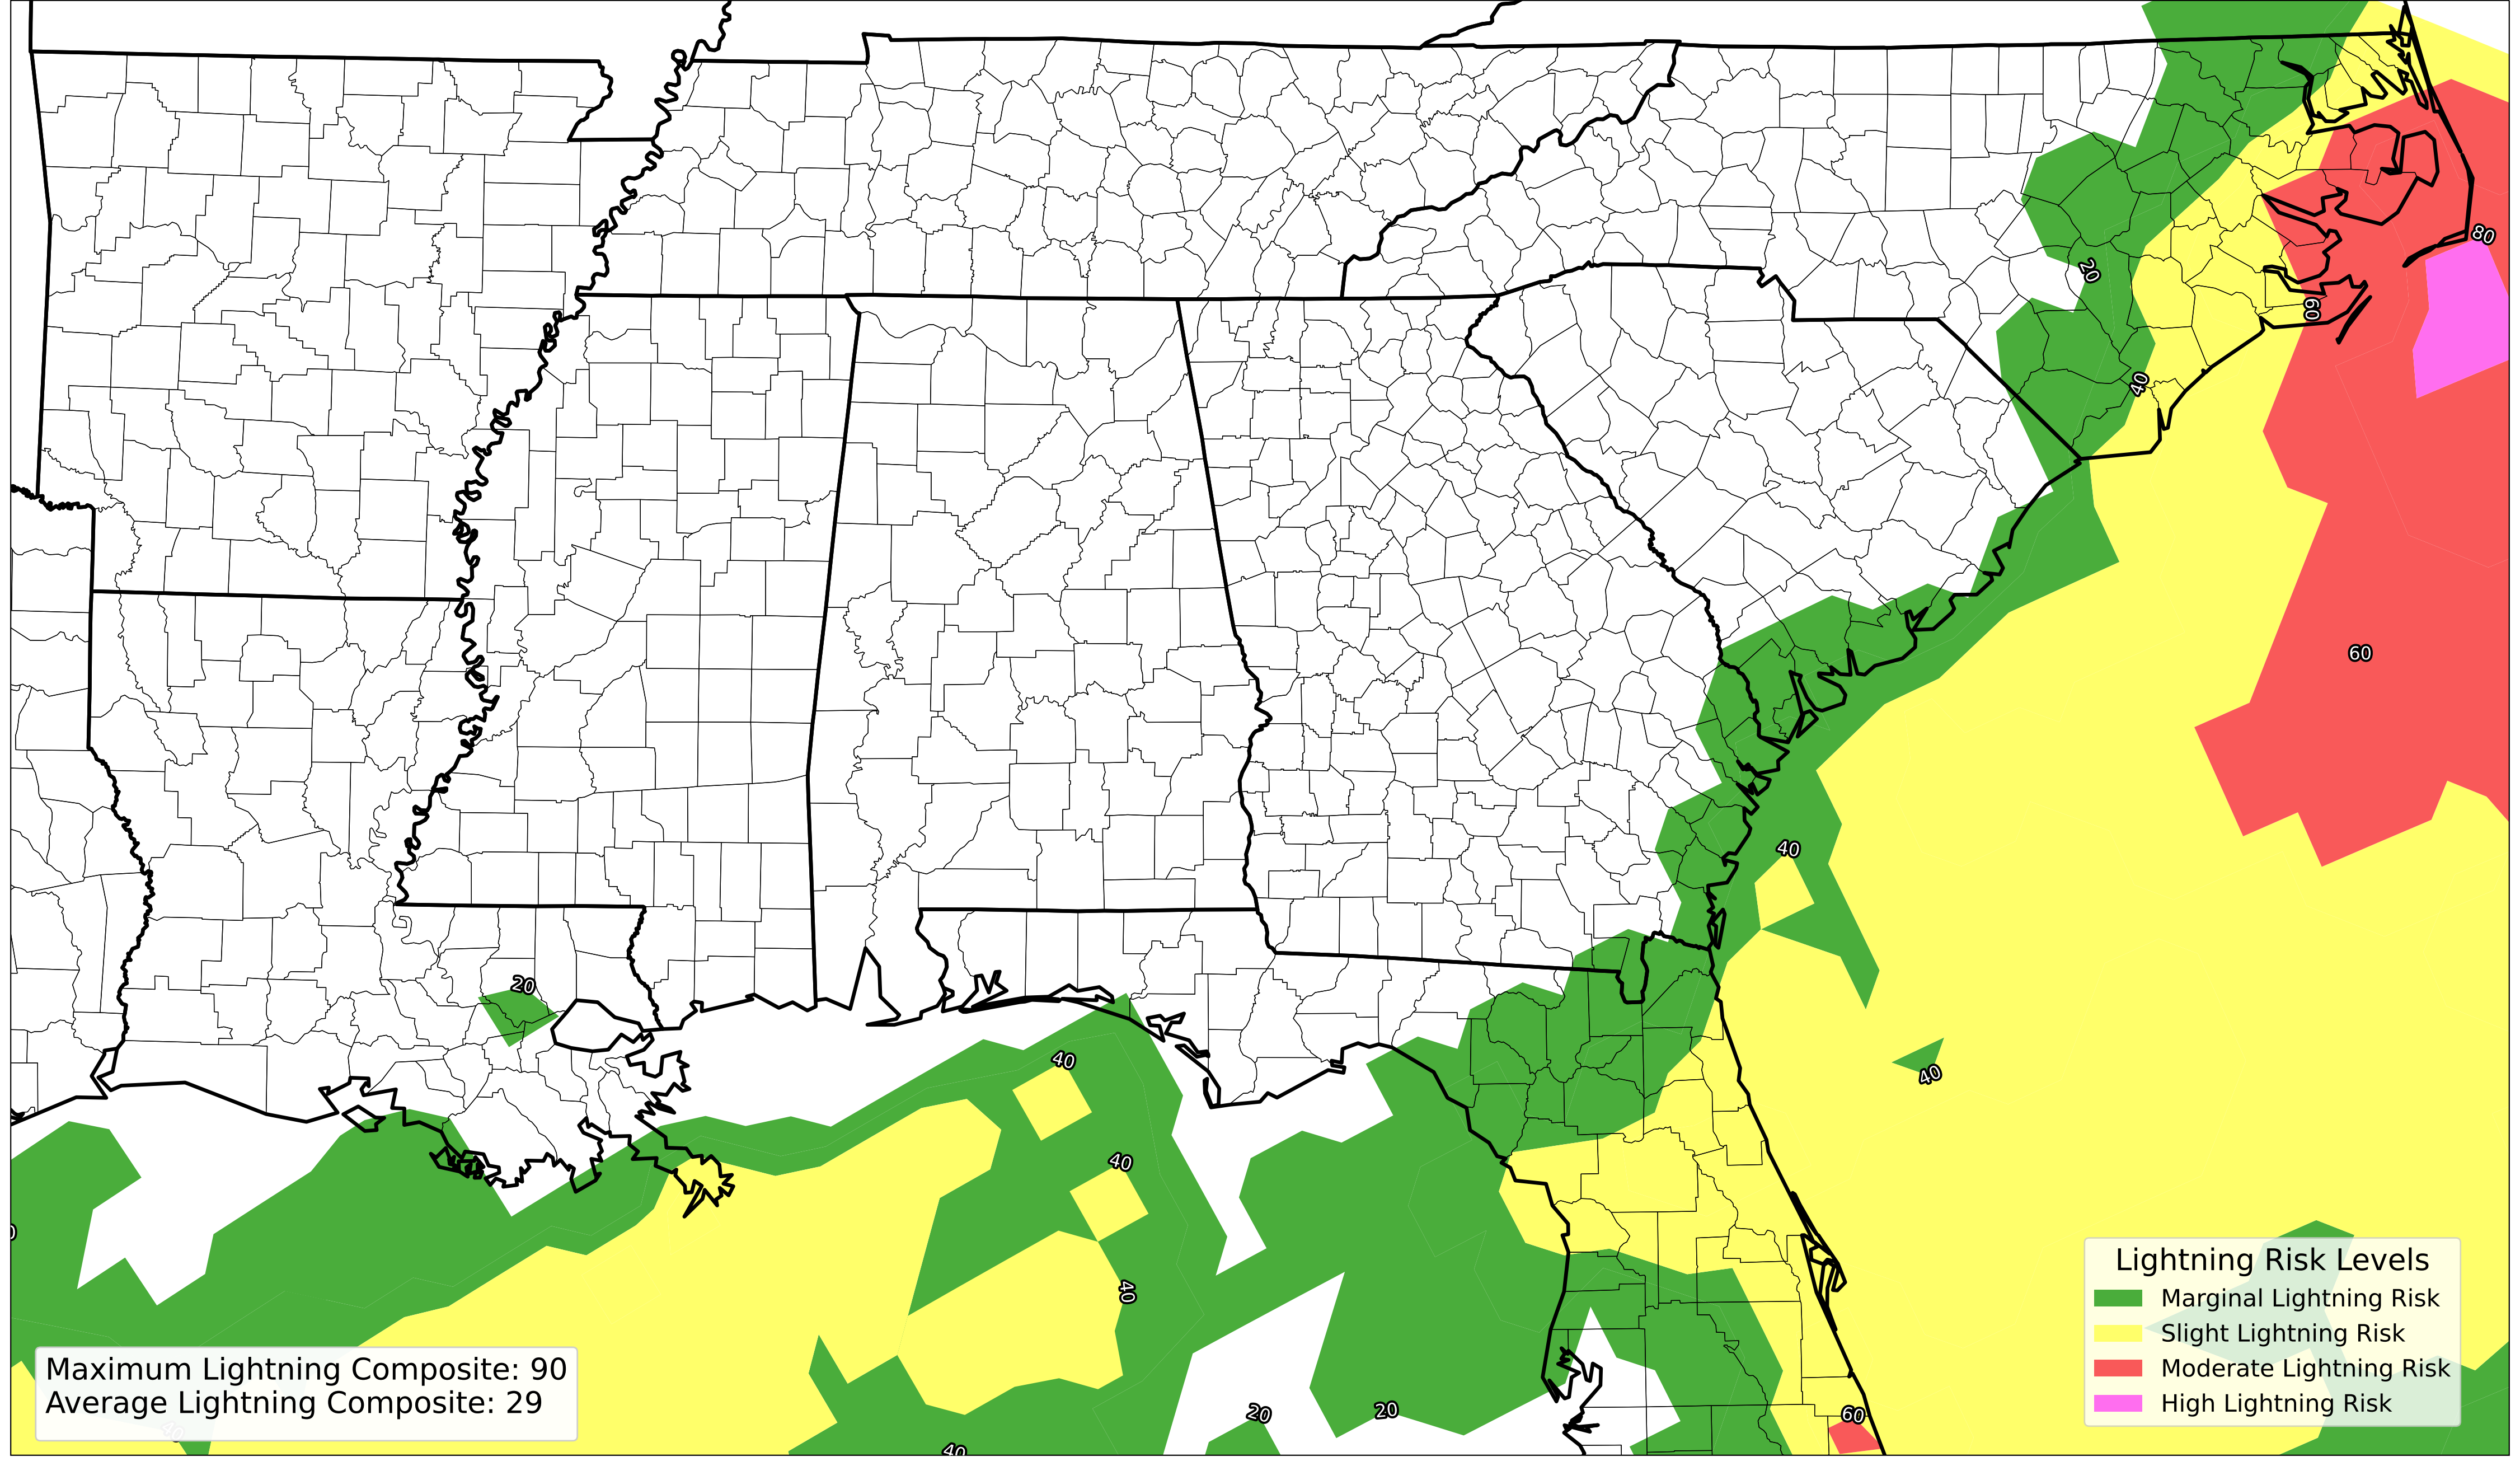 80
20
60
40
60
40
20
40
40
40
40
40
20
20
60
40
40
Maximum Lightning Composite: 90
Average Lightning Composite: 29
Lightning Risk Levels
Marginal Lightning Risk
Slight Lightning Risk
Moderate Lightning Risk
High Lightning Risk